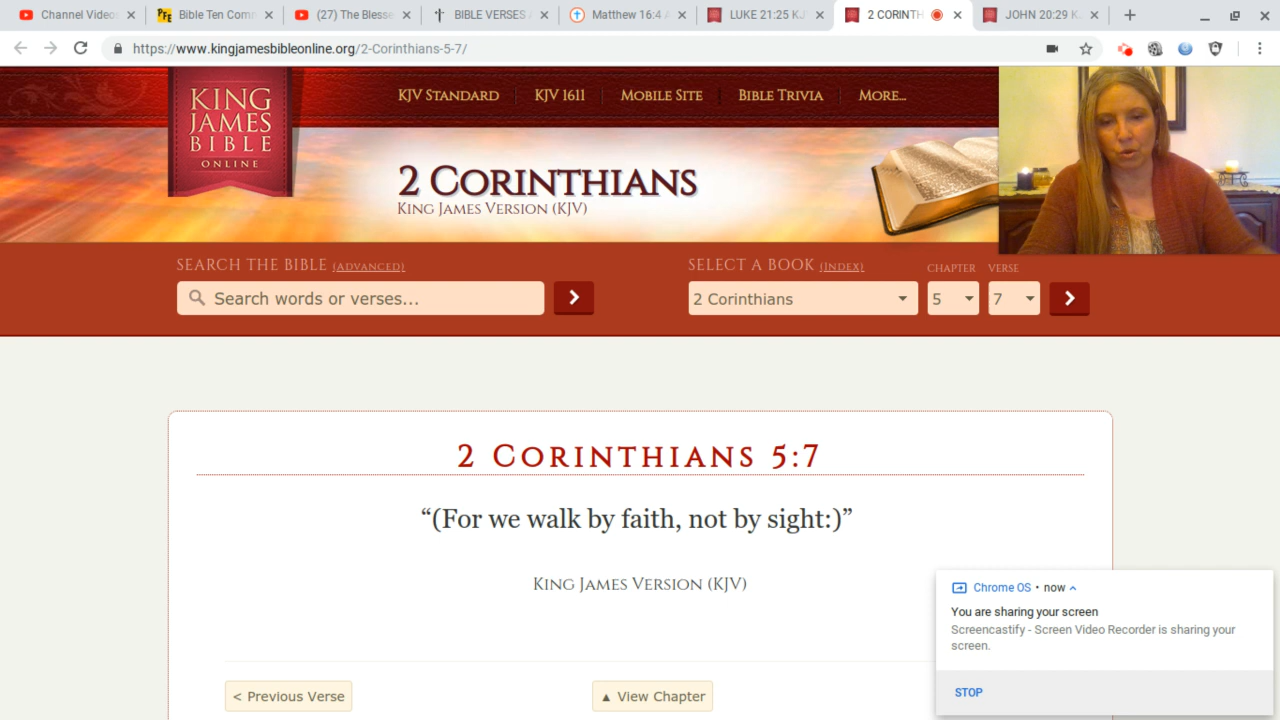 Channel Video
Bible Ten Comm
(27) The Blesse
BIBLE VERSES
Matthew 16:4
LUKE 21:25 KJ
2 CORINTH
JOHN 20:29 K
https://www.kingjamesbibleonline.org/2-Corinthians-5-7/
KING
JAMES
BIBLE
ONLINE
KJV STANDARD
KJV 1611
MOBILE SITE
BIBLE TRIVIA
MORE...
2 CORINTHIANS
KING JAMES VERSION (KJV)
SEARCH THE BIBLE (ADVANCED)
SELECT A BOOK (INDEX)
CHAPTER
VERSE
Search words or verses...
2 Corinthians
5
7
2 CORINTHIANS 5:7
“(For we walk by faith, not by sight:)”
KING JAMES VERSION (KJV)
Chrome OS • now
You are sharing your screen
Screencastify - Screen Video Recorder is sharing your
screen.
STOP
< Previous Verse
▲ View Chapter